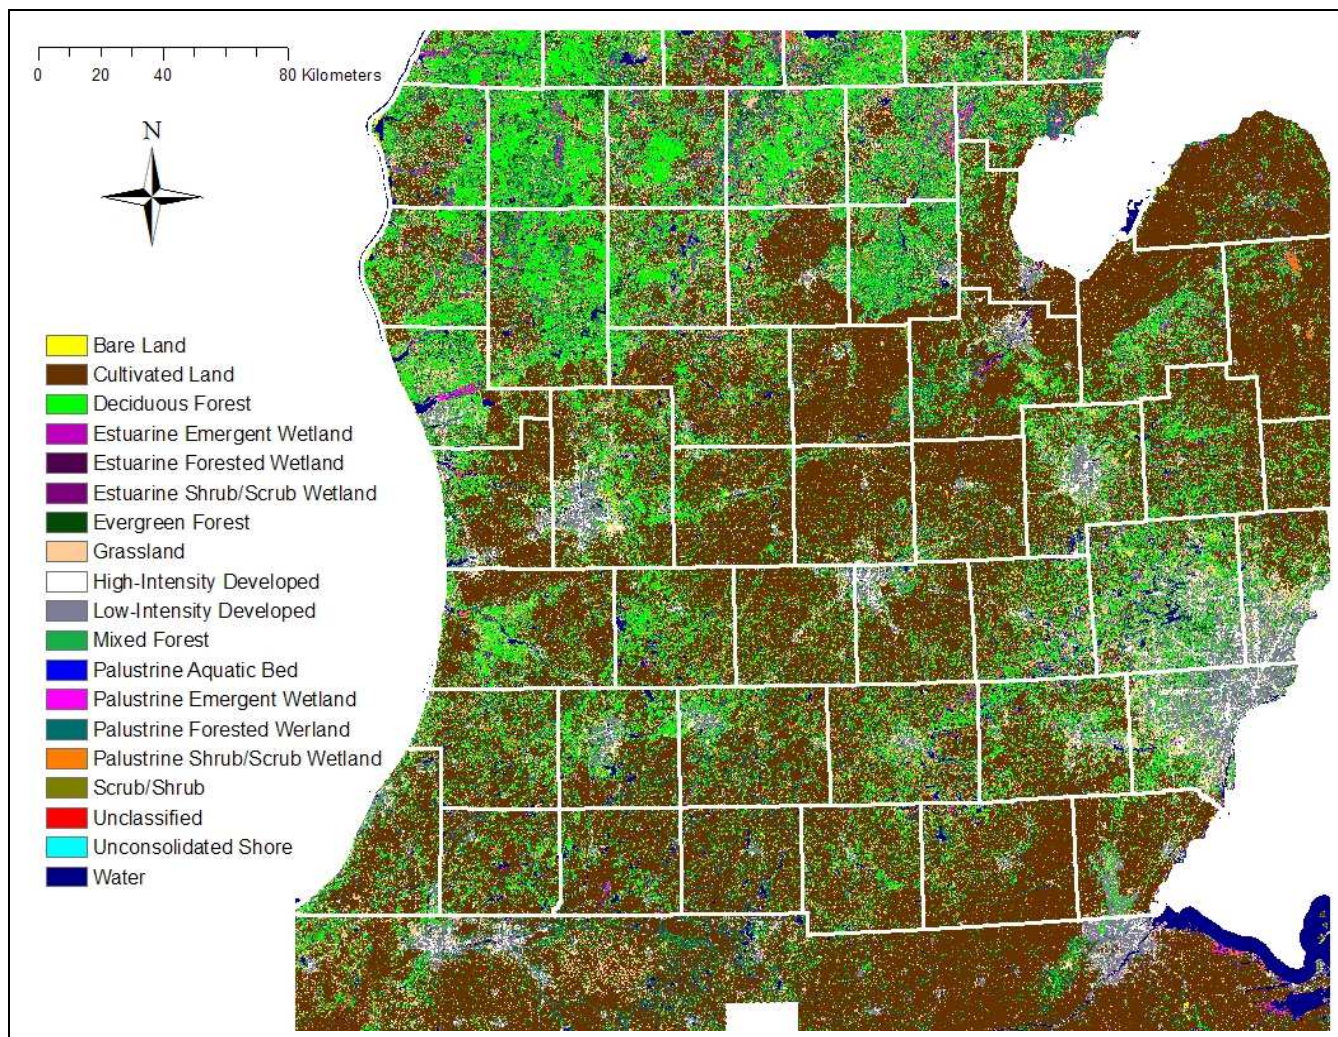 0 20 40 80 Kilometers
N
Bare Land
Cultivated Land
Deciduous Forest
Estuarine Emergent Wetland
Estuarine Forested Wetland
Estuarine Shrub/Scrub Wetland
Evergreen Forest
Grassland
High-Intensity Developed
Low-Intensity Developed
Mixed Forest
Palustrine Aquatic Bed
Palustrine Emergent Wetland
Palustrine Forested Werland
Palustrine Shrub/Scrub Wetland
Scrub/Shrub
Unclassified
Unconsolidated Shore
Water